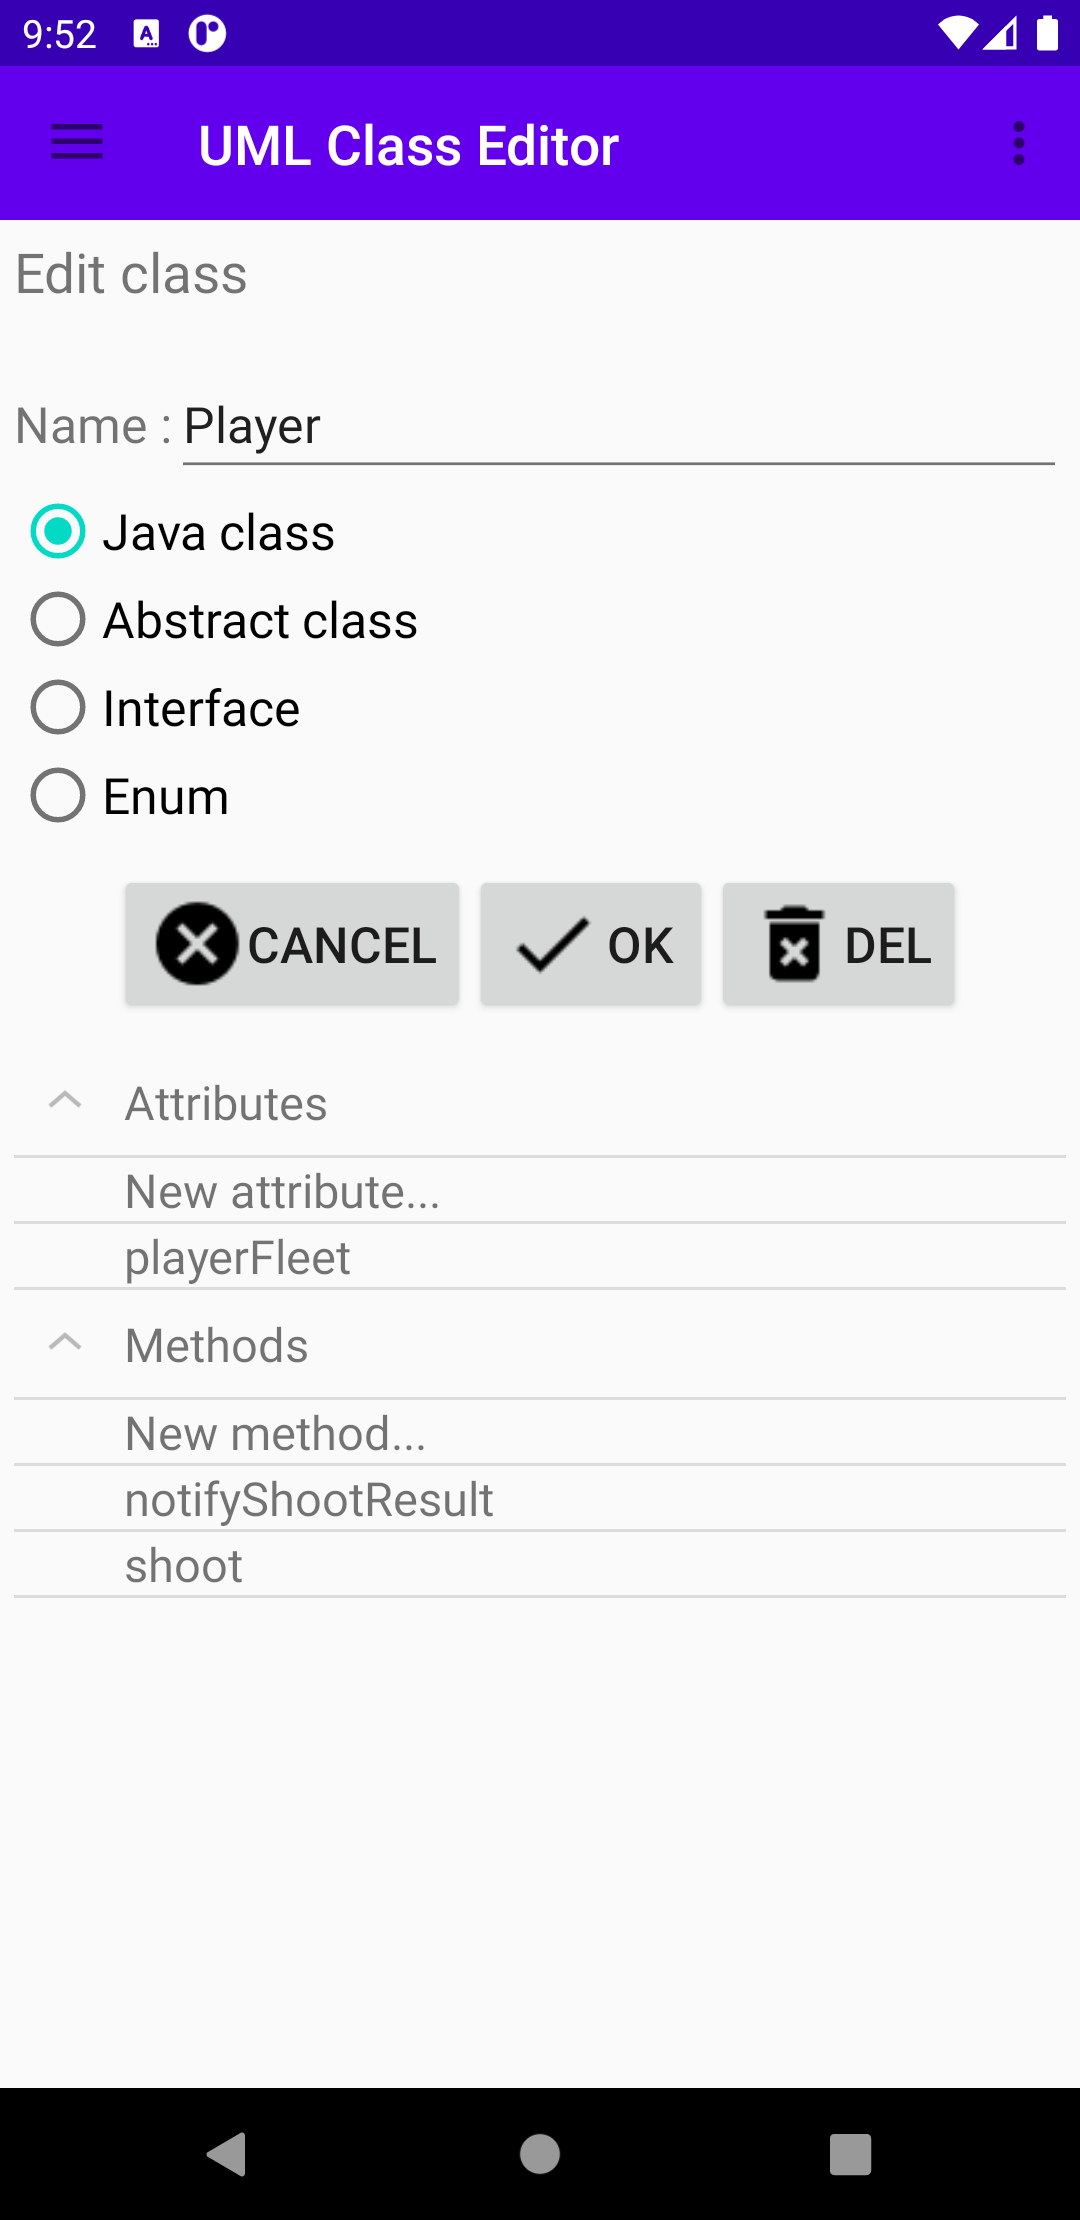 9:52
UML Class Editor
Edit class
Name : Player
Java class
Abstract class
Interface
Enum
CANCEL OK DEL
Attributes
New attribute...
playerFleet
Methods
New method...
notifyShootResult
shoot